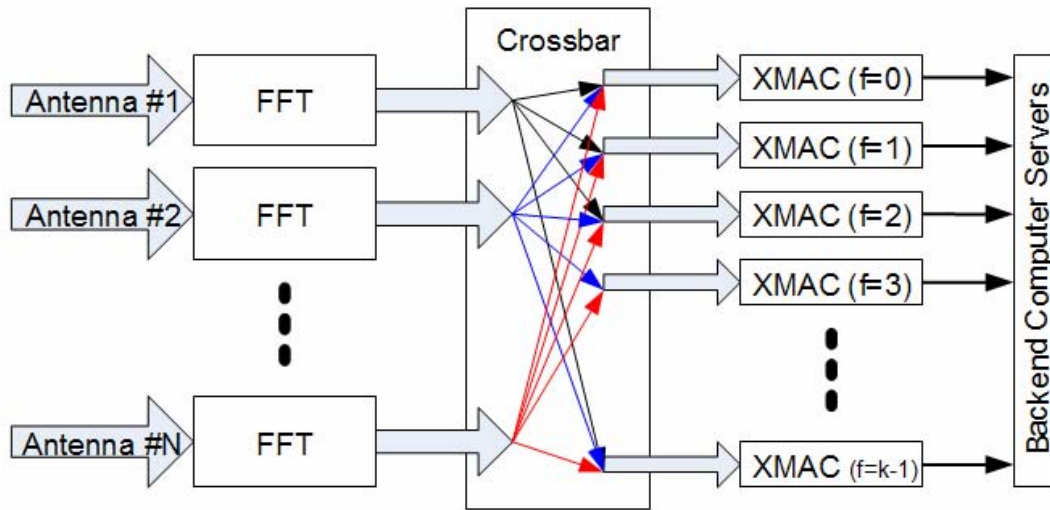 Crossbar
Antenna #1
FFT
XMAC (f=0)
XMAC (f=1)
Antenna #2
FFT
XMAC (f=2)
XMAC (f=3)
Antenna #N
FFT
XMAC (f=k-1)
Backend Computer Servers